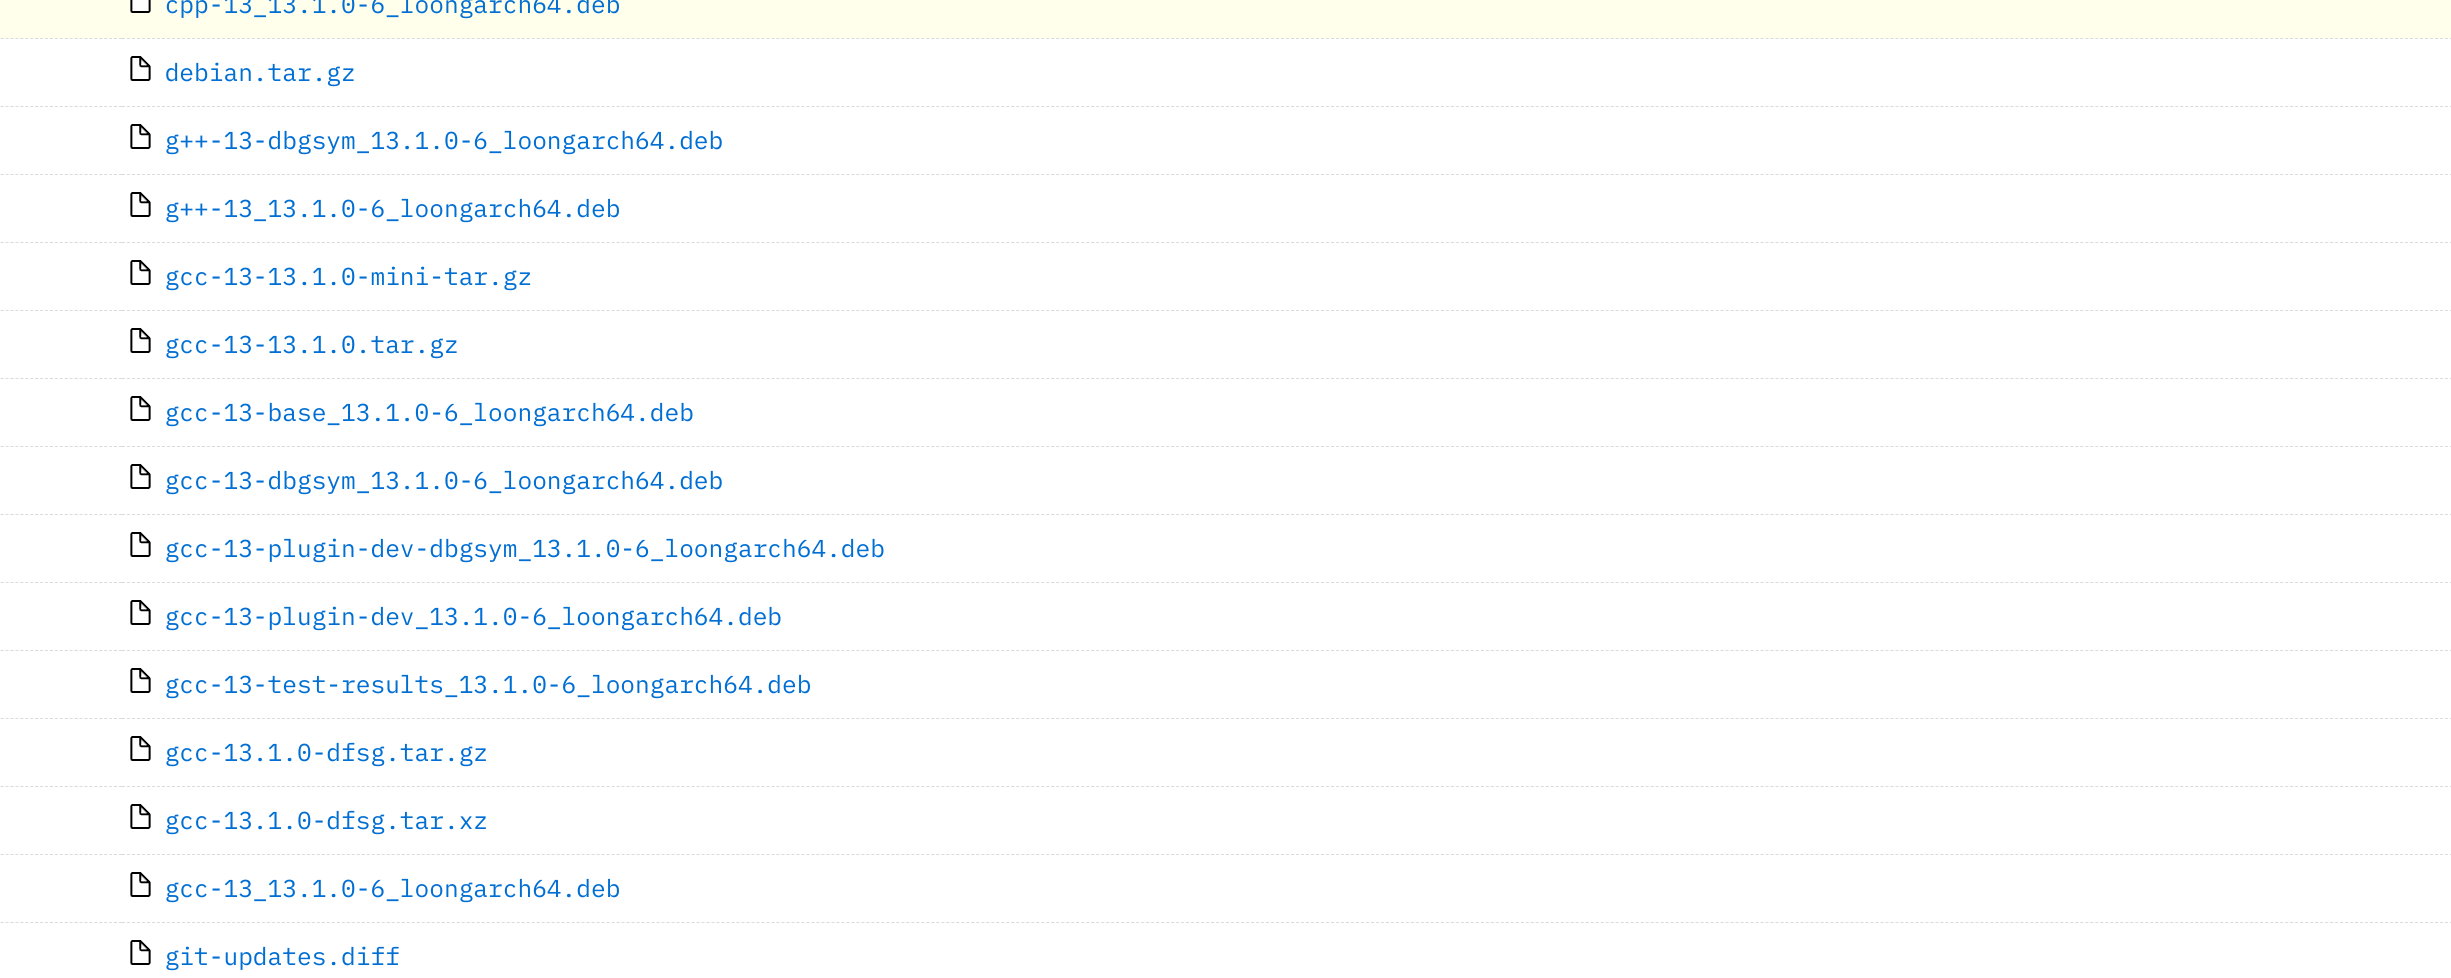 cpp-13_13.1.0-6_loongarch64.deb
debian.tar.gz
g++-13-dbgsym_13.1.0-6_loongarch64.deb
g++-13_13.1.0-6_loongarch64.deb
gcc-13-13.1.0-mini-tar.gz
gcc-13-13.1.0.tar.gz
gcc-13-base_13.1.0-6_loongarch64.deb
gcc-13-dbgsym_13.1.0-6_loongarch64.deb
gcc-13-plugin-dev-dbgsym_13.1.0-6_loongarch64.deb
gcc-13-plugin-dev_13.1.0-6_loongarch64.deb
gcc-13-test-results_13.1.0-6_loongarch64.deb
gcc-13.1.0-dfsg.tar.gz
gcc-13.1.0-dfsg.tar.xz
gcc-13_13.1.0-6_loongarch64.deb
git-updates.diff